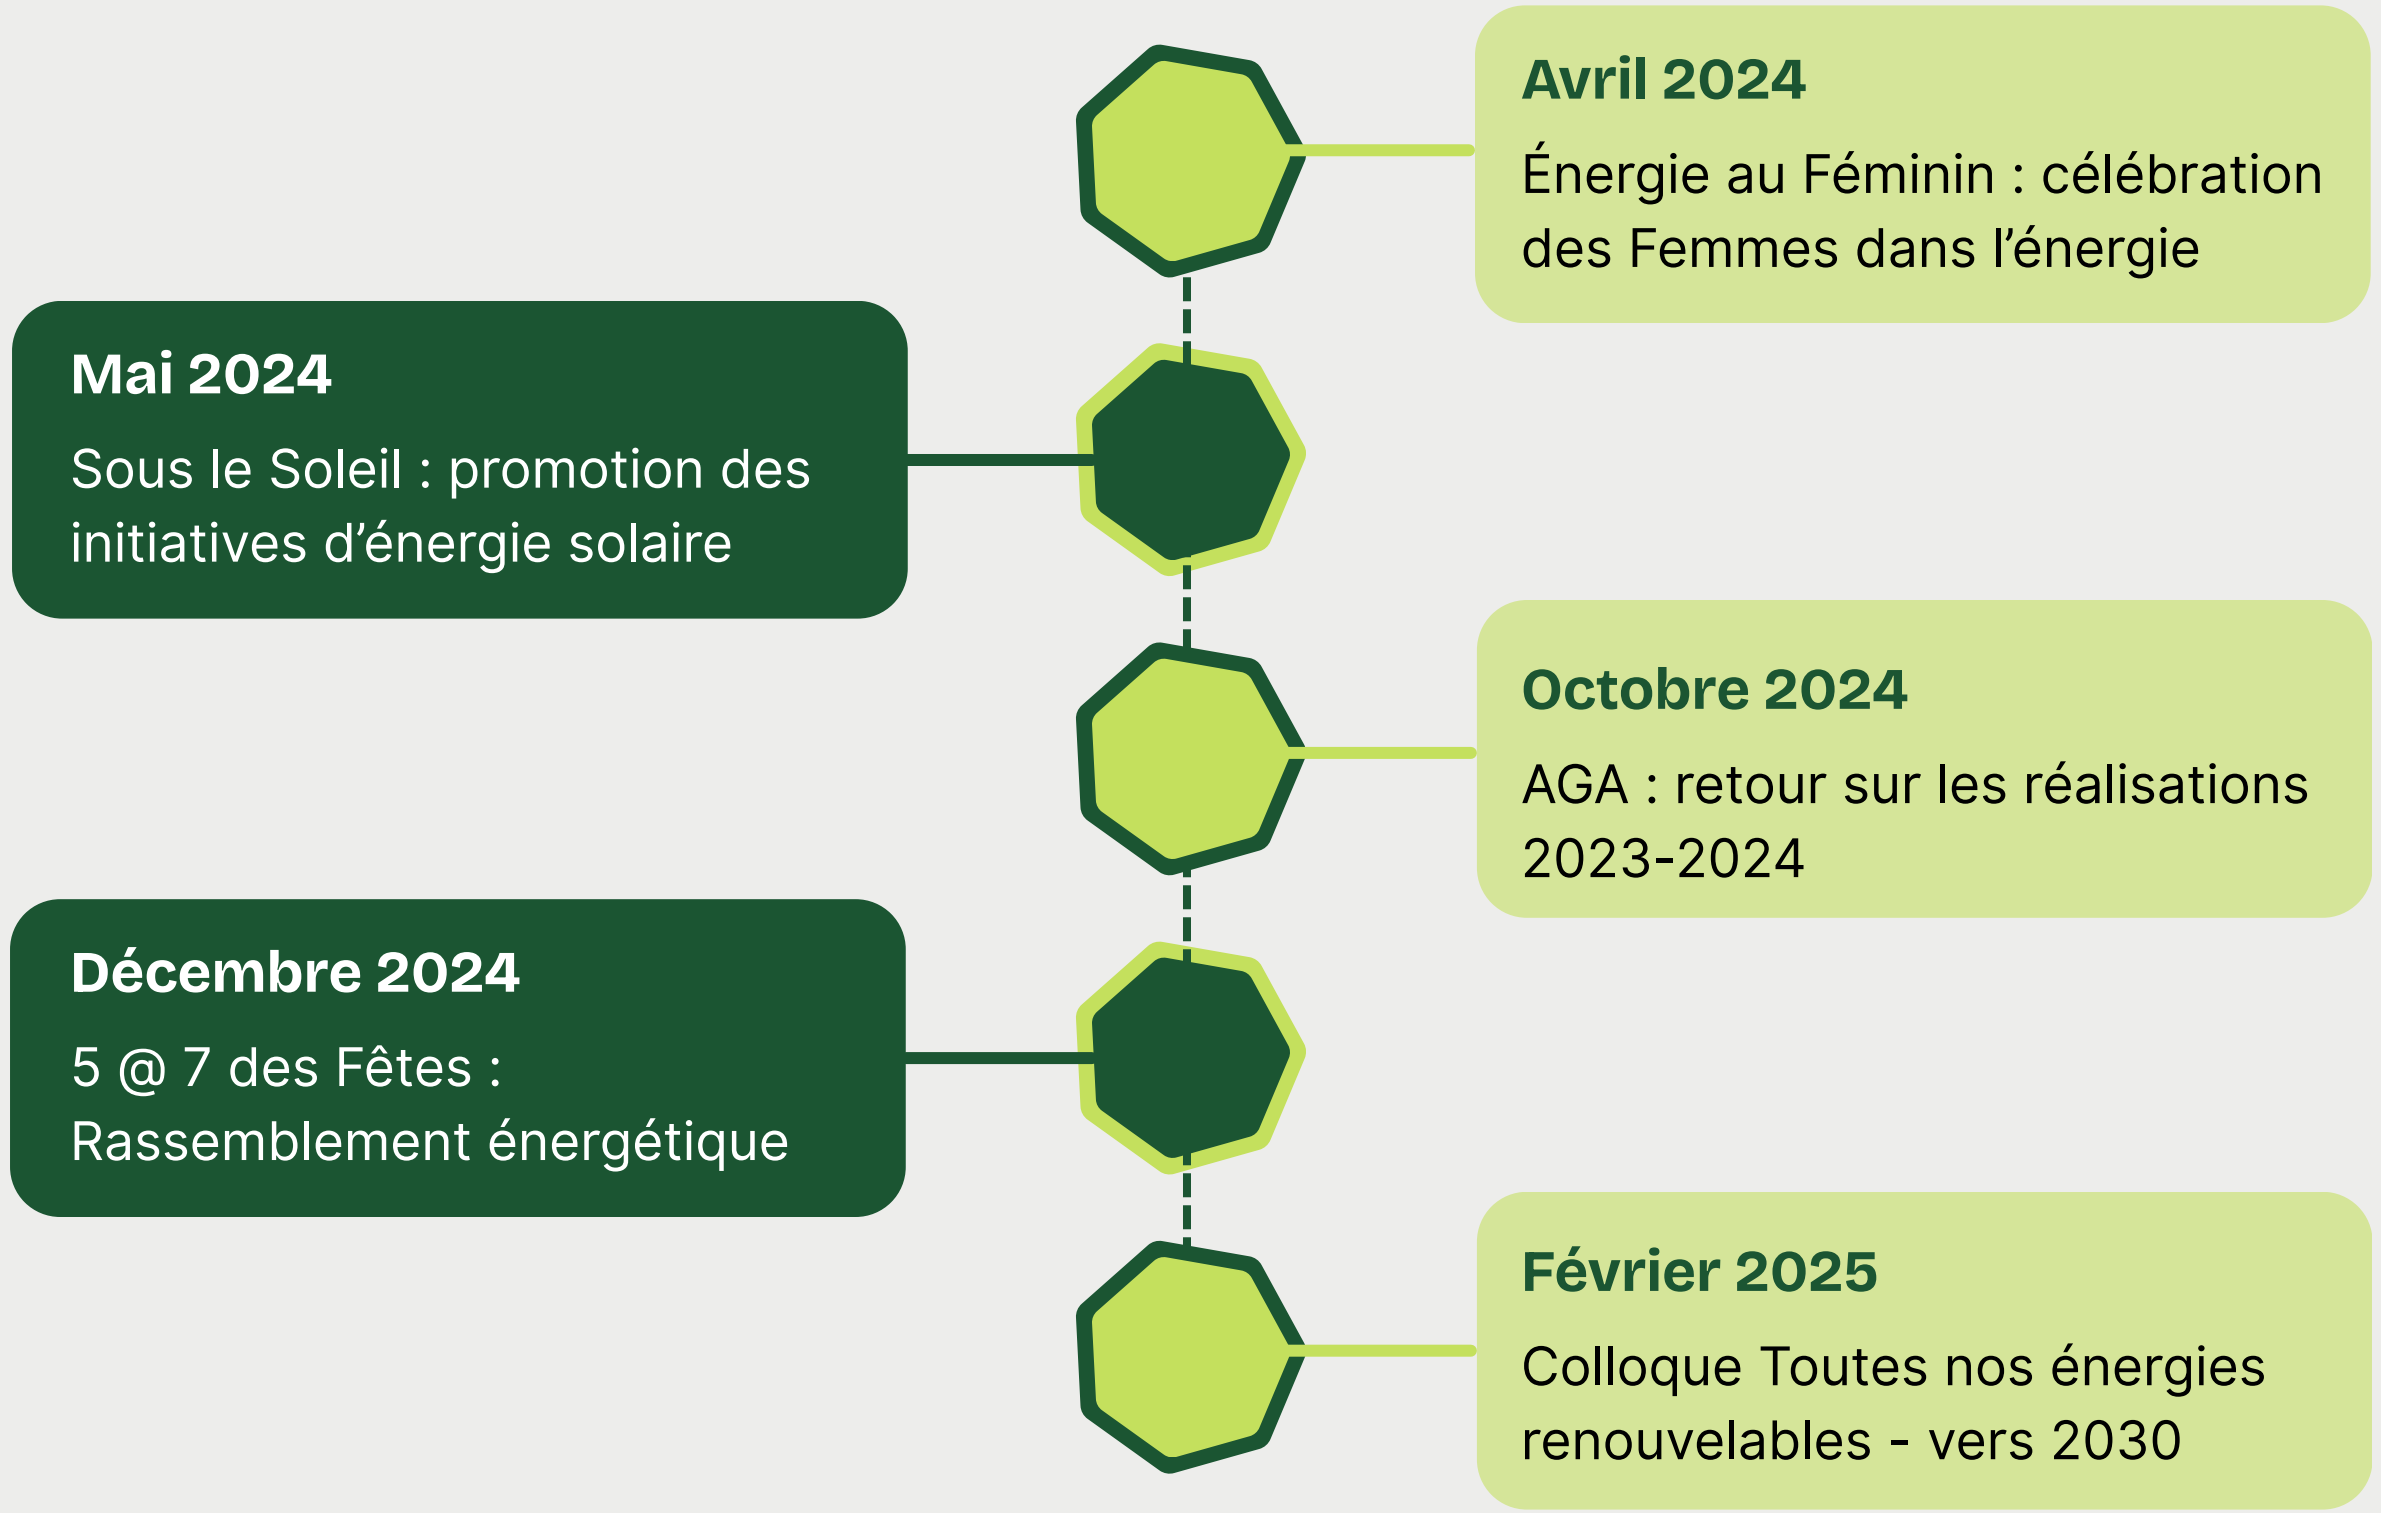 Avril 2024
Énergie au Féminin : célébration
des Femmes dans l’énergie
Mai 2024
Sous le Soleil : promotion des
initiatives d’énergie solaire
Octobre 2024
AGA : retour sur les réalisations
2023-2024
Décembre 2024
5 @ 7 des Fêtes :
Rassemblement énergétique
Février 2025
Colloque Toutes nos énergies
renouvelables - vers 2030